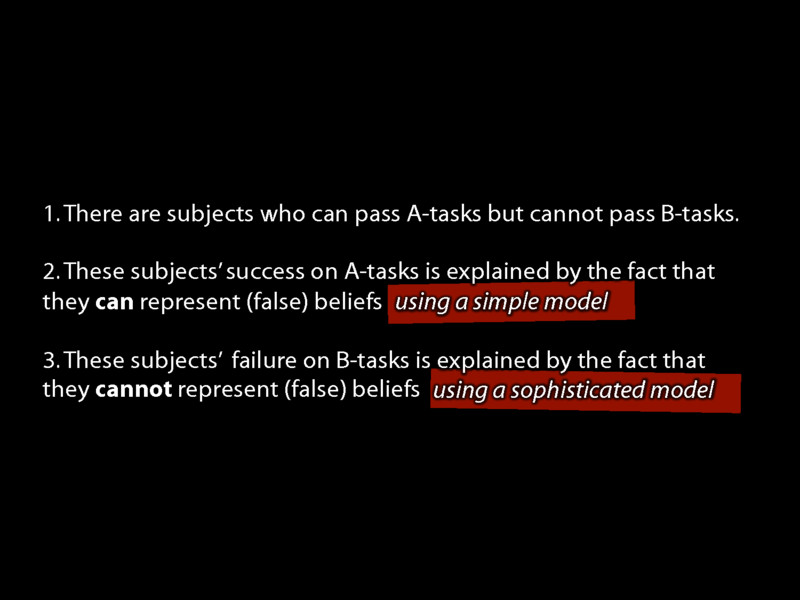 1. There are subjects who can pass A-tasks but cannot pass B-tasks.
2. These subjects’ success on A-tasks is explained by the fact that
they can represent (false) beliefs using a simple model
3. These subjects’ failure on B-tasks is explained by the fact that
they cannot represent (false) beliefs using a sophisticated model